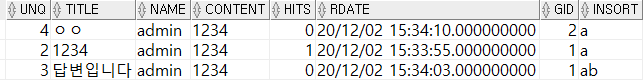 UNQ TITLE NAME CONTENT HITS RDATE GID INSORT
4 ㅇㅇ admin 1234 0 20/12/02 15:34:10.000000000 2 a
2 1234 admin 1234 1 20/12/02 15:33:55.000000000 1 a
3 답변입니다 admin 1234 0 20/12/02 15:34:03.000000000 1 ab